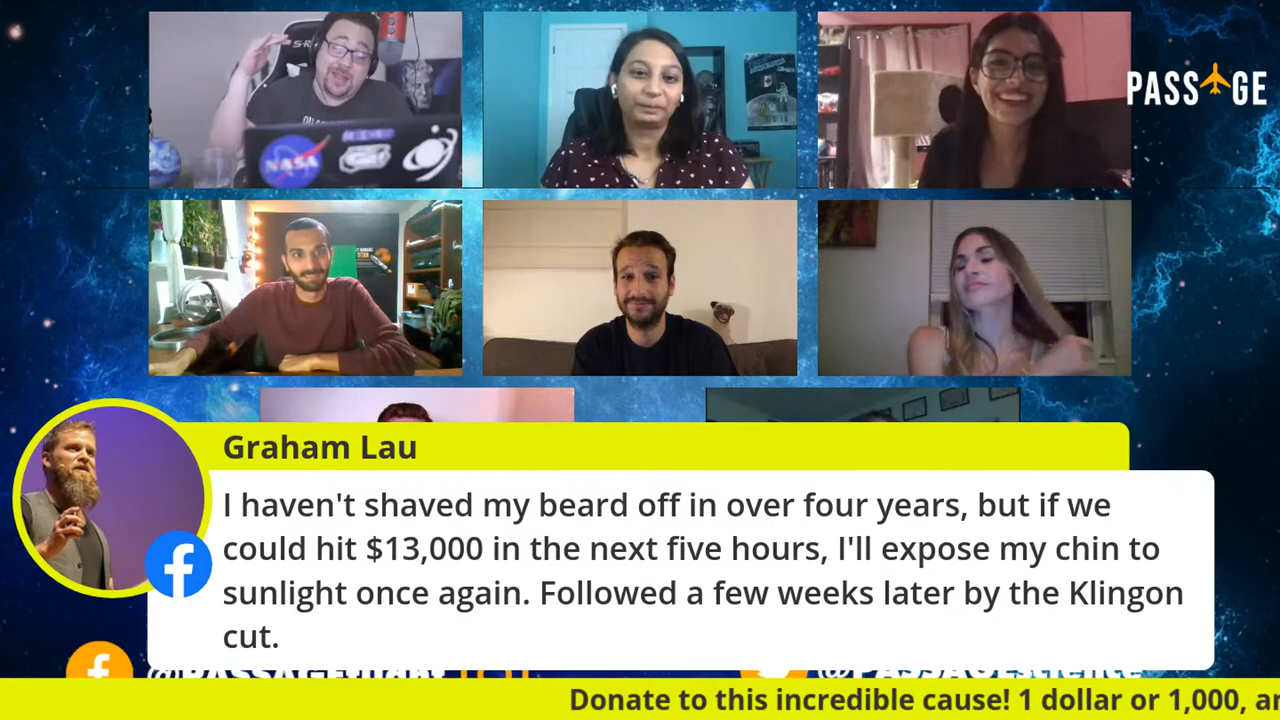 NASA
PASSAGE
Graham Lau
I haven't shaved my beard off in over four years, but if we
could hit $13,000 in the next five hours, I'll expose my chin to
sunlight once again. Followed a few weeks later by the Klingon
cut.
Donate to this incredible cause! 1 dollar or 1,000, an